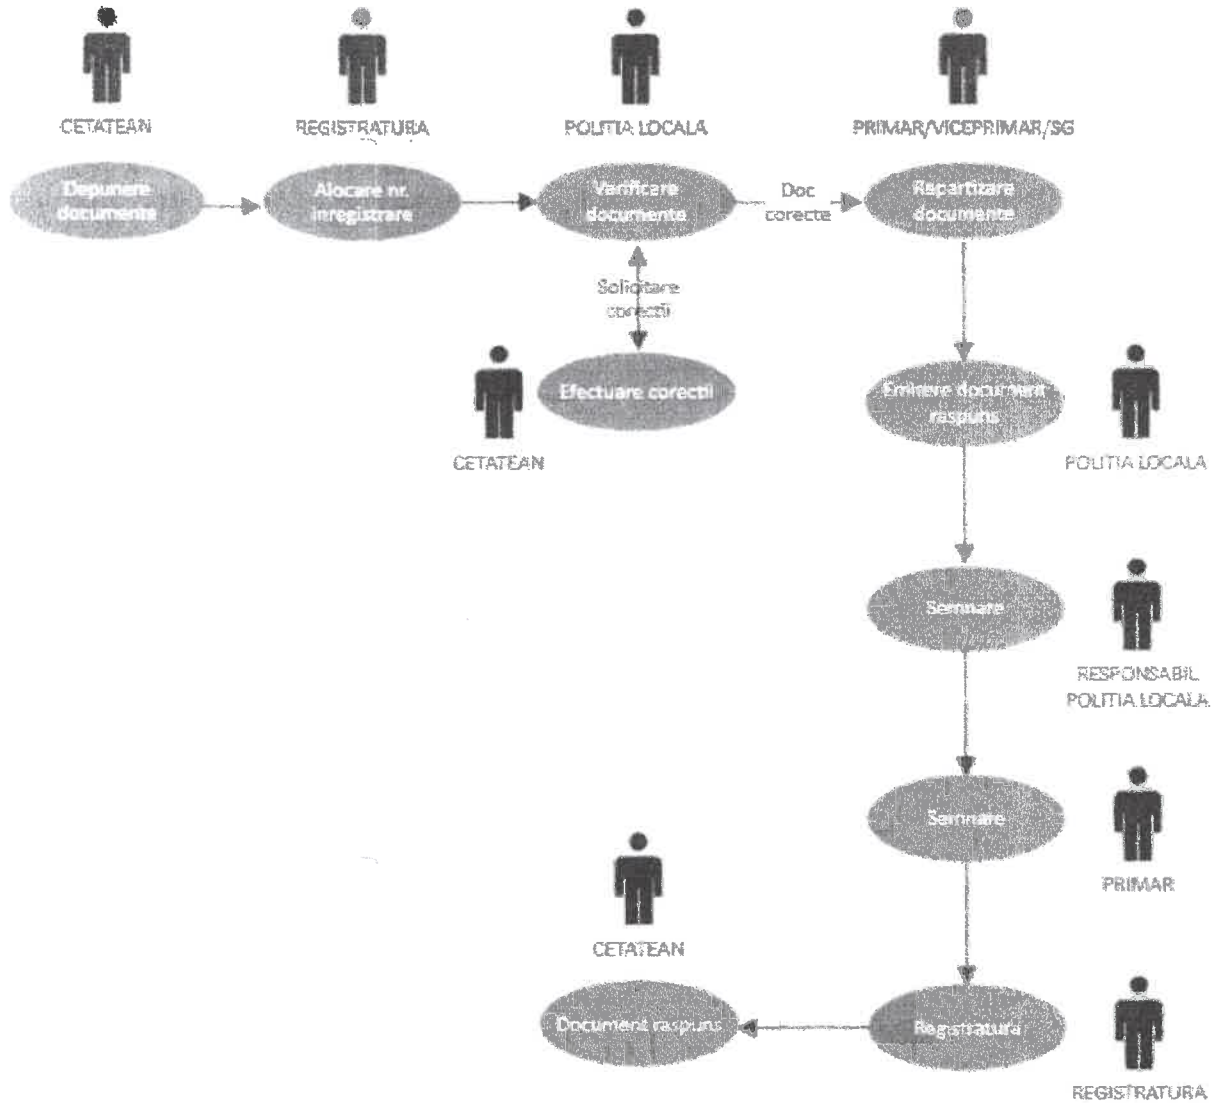 CETATEAN
REGISTRATURA
POLITIA LOCALA
PRIMAR/VICEPRIMAR/SG
Depunere
documente
Alocare nr.
inregistrare
Verificare
documente
Doc
corecte
Repartizare
documente
Solicitare
corectii
CETATEAN
Efectuare corectii
Emitere document
raspuns
POLITIA LOCALA
Semnare
RESPONSABIL
POLITIA LOCALA
Semnare
PRIMAR
CETATEAN
Document raspuns
Registratura
REGISTRATURA